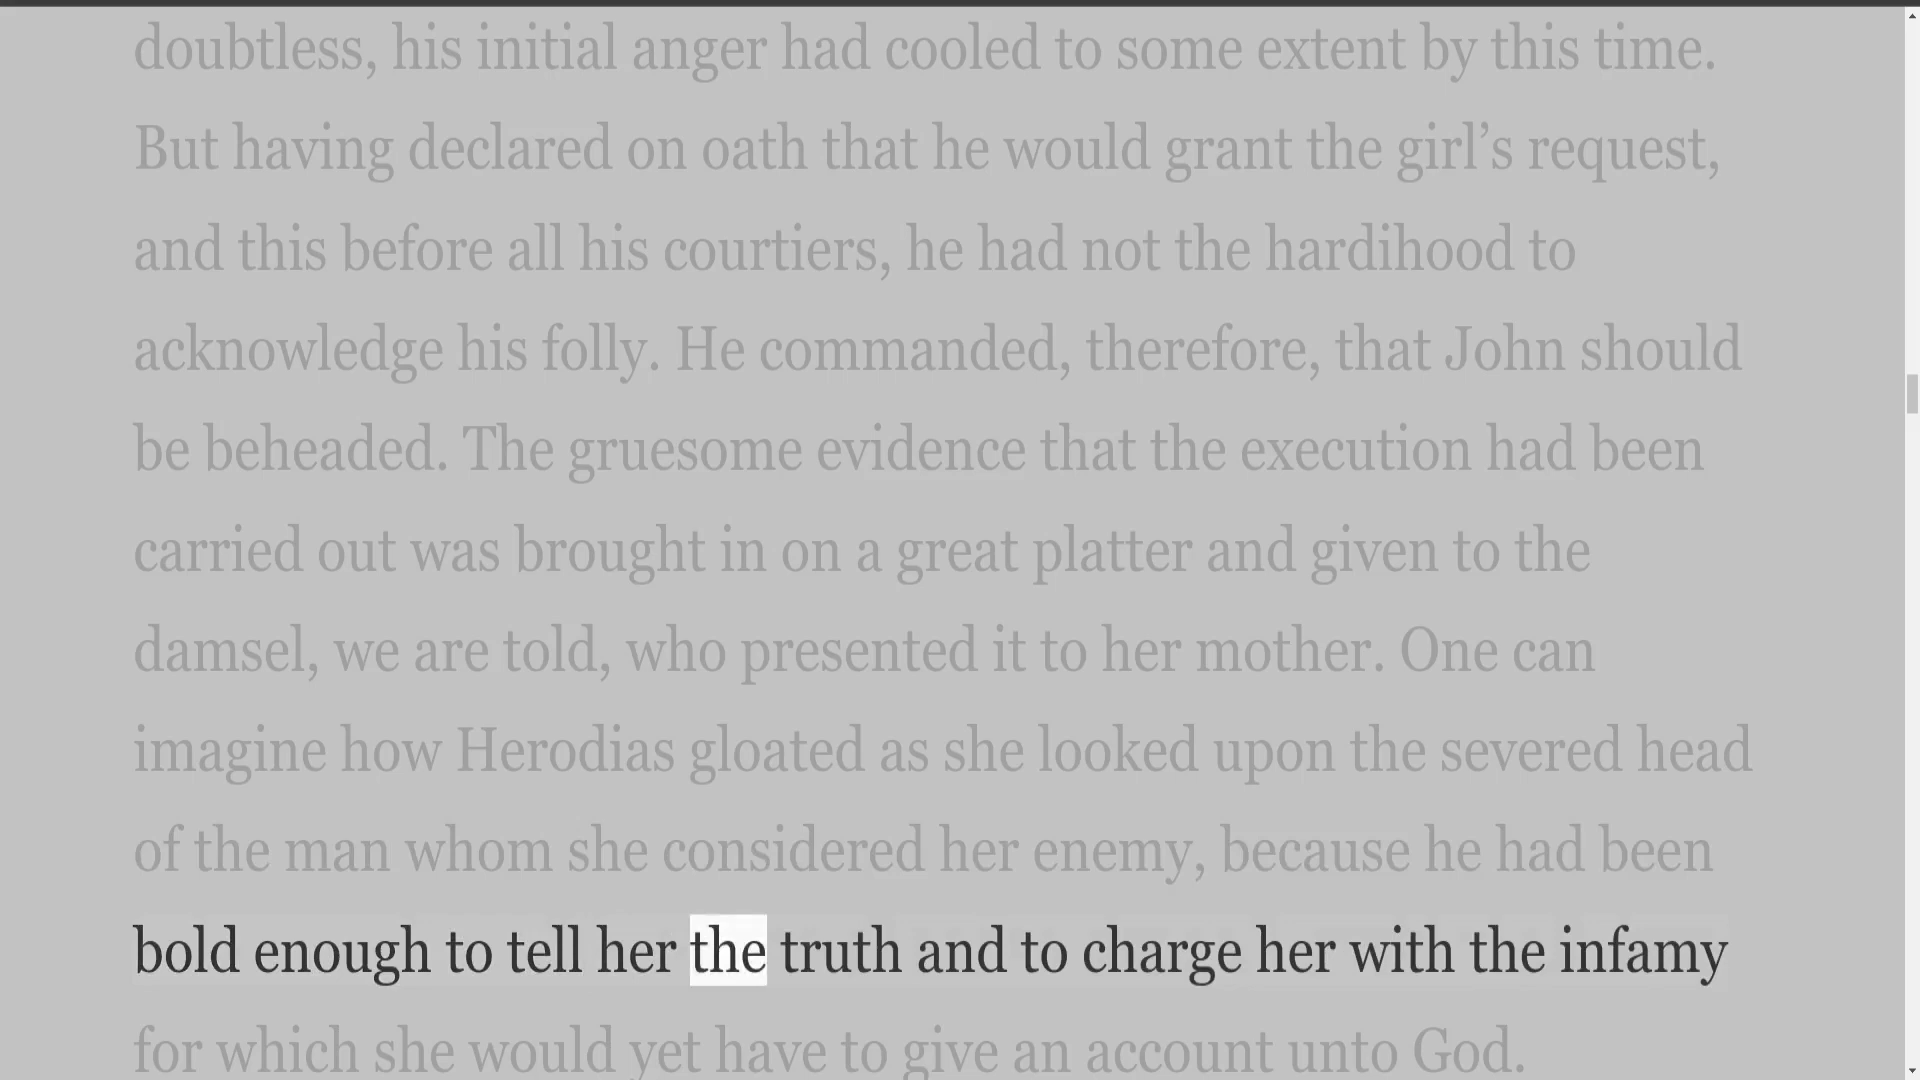 doubtless, his initial anger had cooled to some extent by this time.
But having declared on oath that he would grant the girl’s request,
and this before all his courtiers, he had not the hardihood to
acknowledge his folly. He commanded, therefore, that John should
be beheaded. The gruesome evidence that the execution had been
carried out was brought in on a great platter and given to the
damsel, we are told, who presented it to her mother. One can
imagine how Herodias gloated as she looked upon the severed head
of the man whom she considered her enemy, because he had been
bold enough to tell her the truth and to charge her with the infamy
for which she would yet have to give an account unto God.